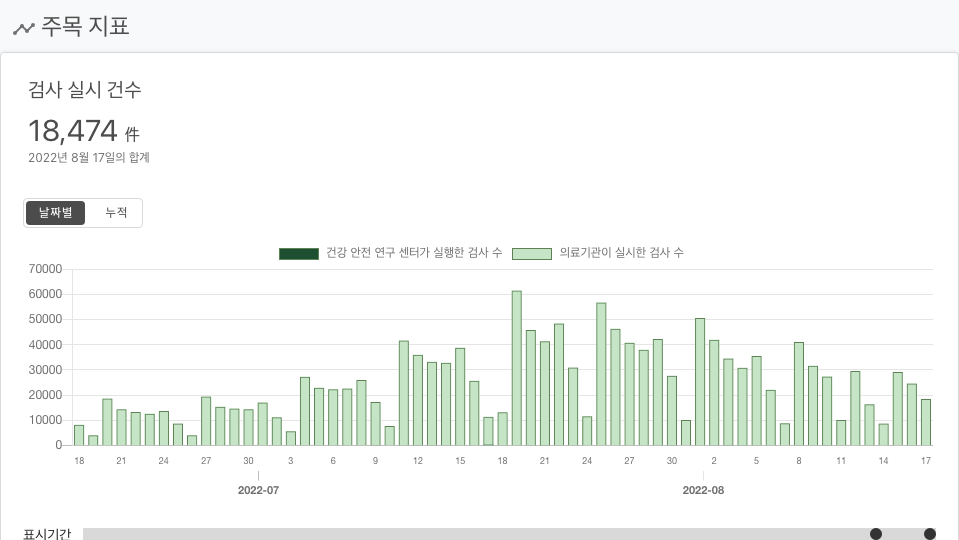 주목 지표
검사 실시 건수
18,474 件
2022년 8월 17일의 합계
날짜별 누적
건강 안전 연구 센터가 실행한 검사 수 의료기관이 실시한 검사 수
70000
60000
50000
40000
30000
20000
10000
0
18 21 24 27 30 3 6 9 12 15 18 21 24 27 30 2 5 8 11 14 17
2022-07 2022-08
표시기간